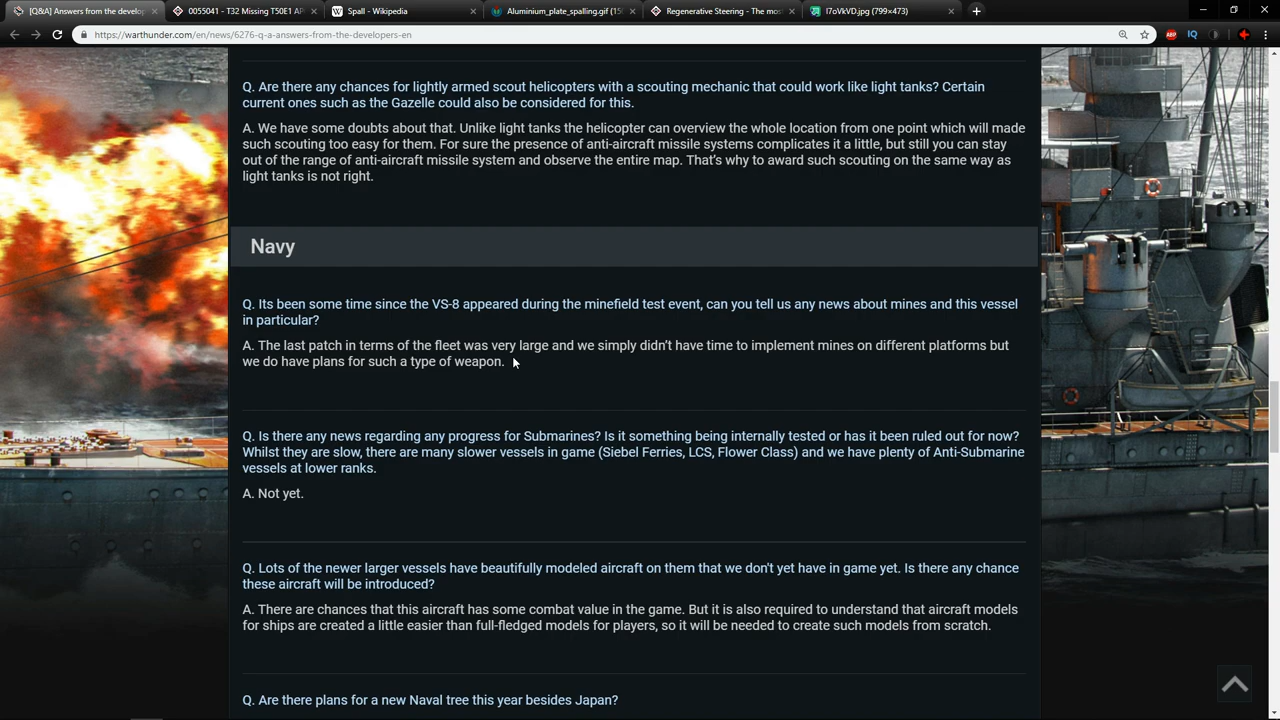 [Q&A] Answers from the develop
0055041 - T32 Missing T50E1 AP
Spall - Wikipedia
Aluminium_plate_spalling.gif (15
Regenerative Steering - The mo
I7oVkVD.jpg (799×473)
https://warthunder.com/en/news/6276-q-a-answers-from-the-developers-en
ABP
IQ
Q. Are there any chances for lightly armed scout helicopters with a scouting mechanic that could work like light tanks? Certain
current ones such as the Gazelle could also be considered for this.
A. We have some doubts about that. Unlike light tanks the helicopter can overview the whole location from one point which will made
such scouting too easy for them. For sure the presence of anti-aircraft missile systems complicates it a little, but still you can stay
out of the range of anti-aircraft missile system and observe the entire map. That's why to award such scouting on the same way as
light tanks is not right.
Navy
Q. Its been some time since the VS-8 appeared during the minefield test event, can you tell us any news about mines and this vessel
in particular?
A. The last patch in terms of the fleet was very large and we simply didn't have time to implement mines on different platforms but
we do have plans for such a type of weapon.
Q. Is there any news regarding any progress for Submarines? Is it something being internally tested or has it been ruled out for now?
Whilst they are slow, there are many slower vessels in game (Siebel Ferries, LCS, Flower Class) and we have plenty of Anti-Submarine
vessels at lower ranks.
A. Not yet.
Q. Lots of the newer larger vessels have beautifully modeled aircraft on them that we don't yet have in game yet. Is there any chance
these aircraft will be introduced?
A. There are chances that this aircraft has some combat value in the game. But it is also required to understand that aircraft models
for ships are created a little easier than full-fledged models for players, so it will be needed to create such models from scratch.
Q. Are there plans for a new Naval tree this year besides Japan?